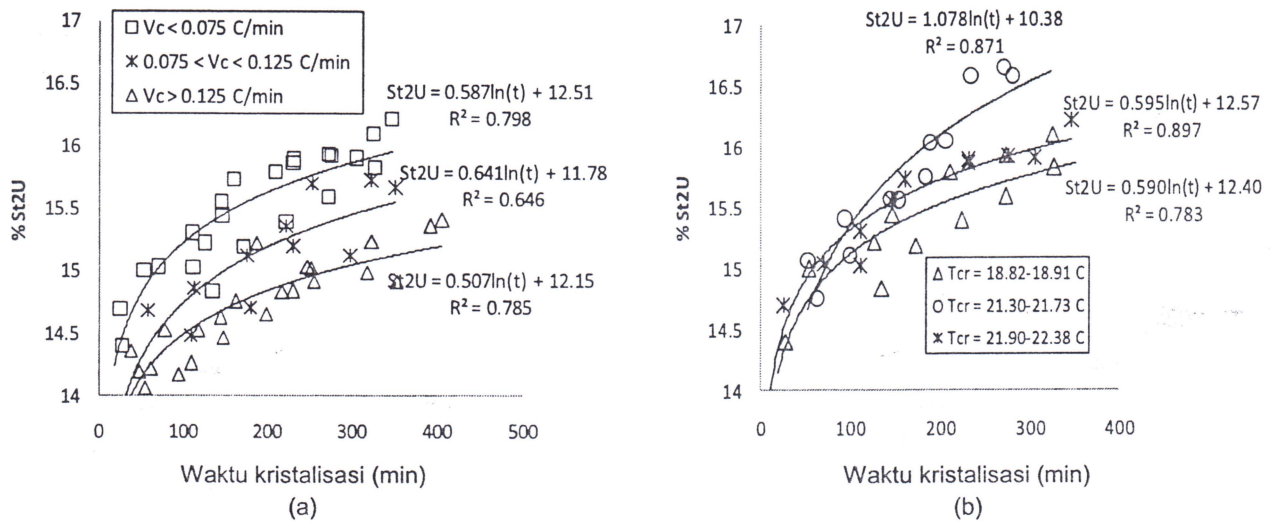 17
16.5
16
15.5
15
14.5
14
% St2U
Vc < 0.075 C/min
0.075 < Vc < 0.125 C/min
Vc > 0.125 C/min
St2U = 0.587ln(t) + 12.51
R² = 0.798
St2U = 0.641ln(t) + 11.78
R² = 0.646
St2U = 0.507ln(t) + 12.15
R² = 0.785
0 100 200 300 400 500
Waktu kristalisasi (min)
(a)
17
16.5
16
15.5
15
14.5
14
% St2U
St2U = 1.078ln(t) + 10.38
R² = 0.871
St2U = 0.595ln(t) + 12.57
R² = 0.897
St2U = 0.590ln(t) + 12.40
R² = 0.783
Tcr = 18.82-18.91 C
Tcr = 21.30-21.73 C
Tcr = 21.90-22.38 C
0 100 200 300 400
Waktu kristalisasi (min)
(b)